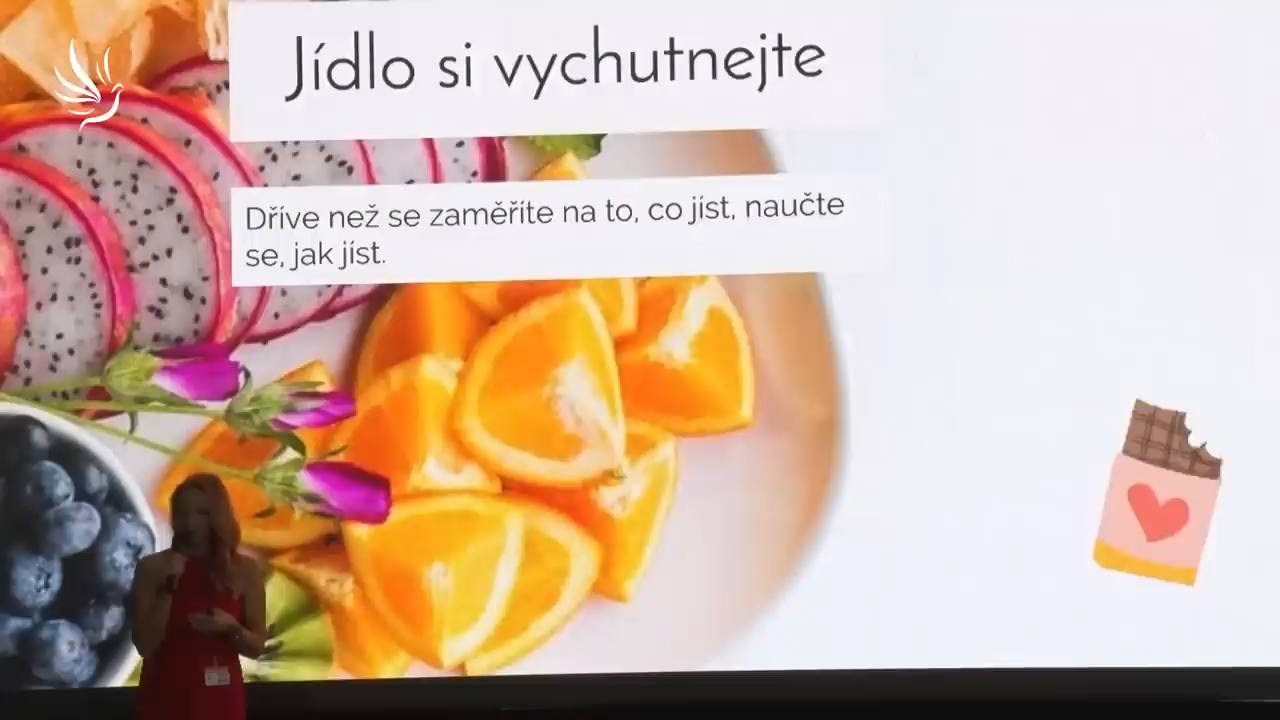 Jídlo si vychutnejte
Dříve než se zaměříte na to, co jíst, naučte
se, jak jíst.